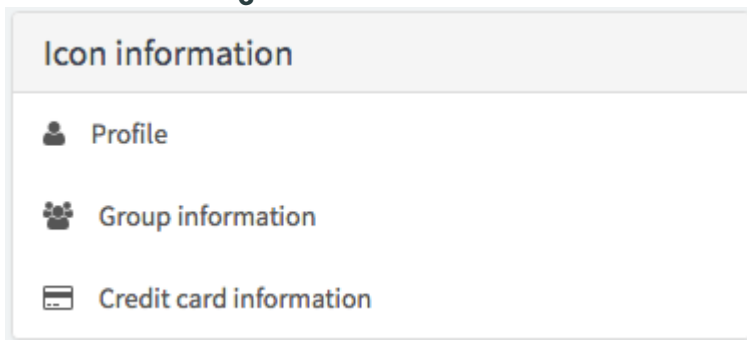 Icon information
Profile
Group information
Credit card information